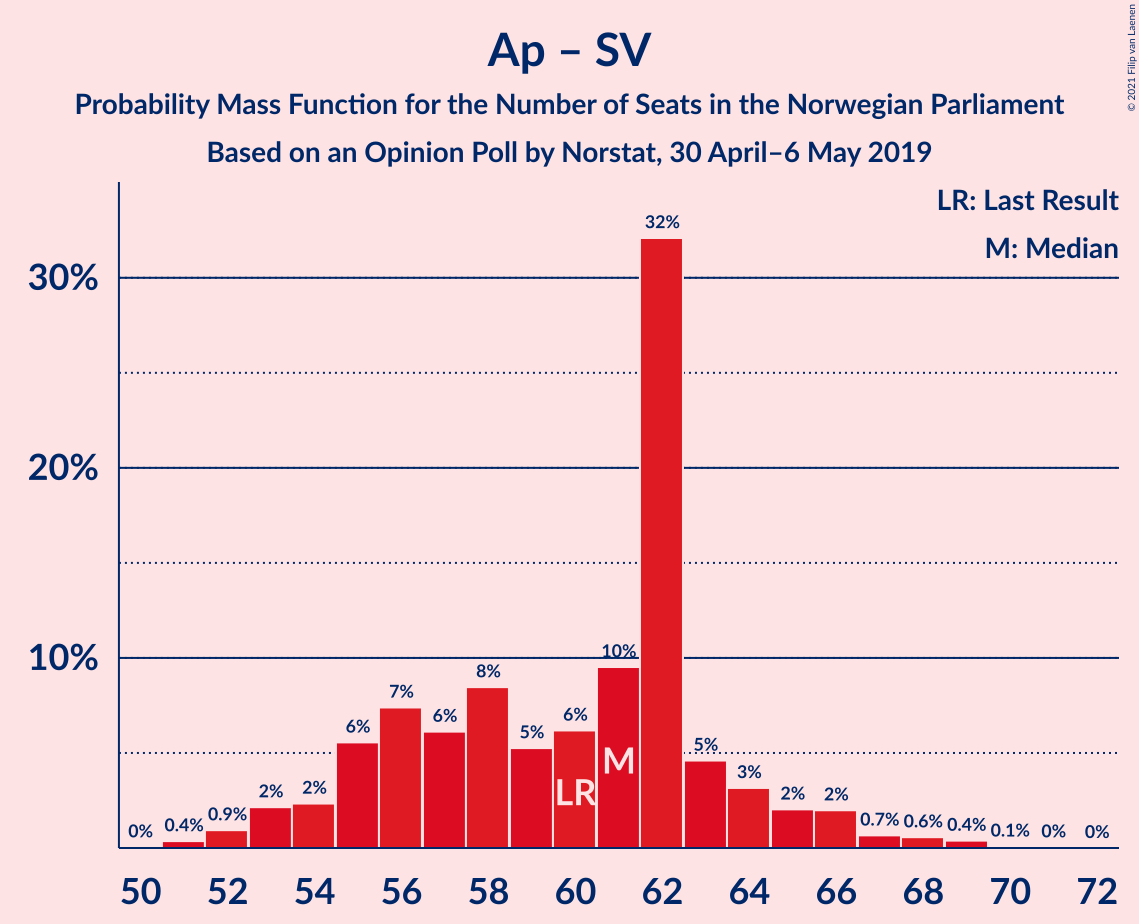 Ap – SV
Probability Mass Function for the Number of Seats in the Norwegian Parliament
Based on an Opinion Poll by Norstat, 30 April–6 May 2019
© 2021 Filip van Laenen
LR: Last Result
M: Median
30%
20%
10%
0%
0.4%
0.9%
2%
2%
6%
7%
6%
8%
5%
6%
10%
32%
5%
3%
2%
2%
0.7%
0.6%
0.4%
0.1%
0%
0%
LR
M
50 52 54 56 58 60 62 64 66 68 70 72